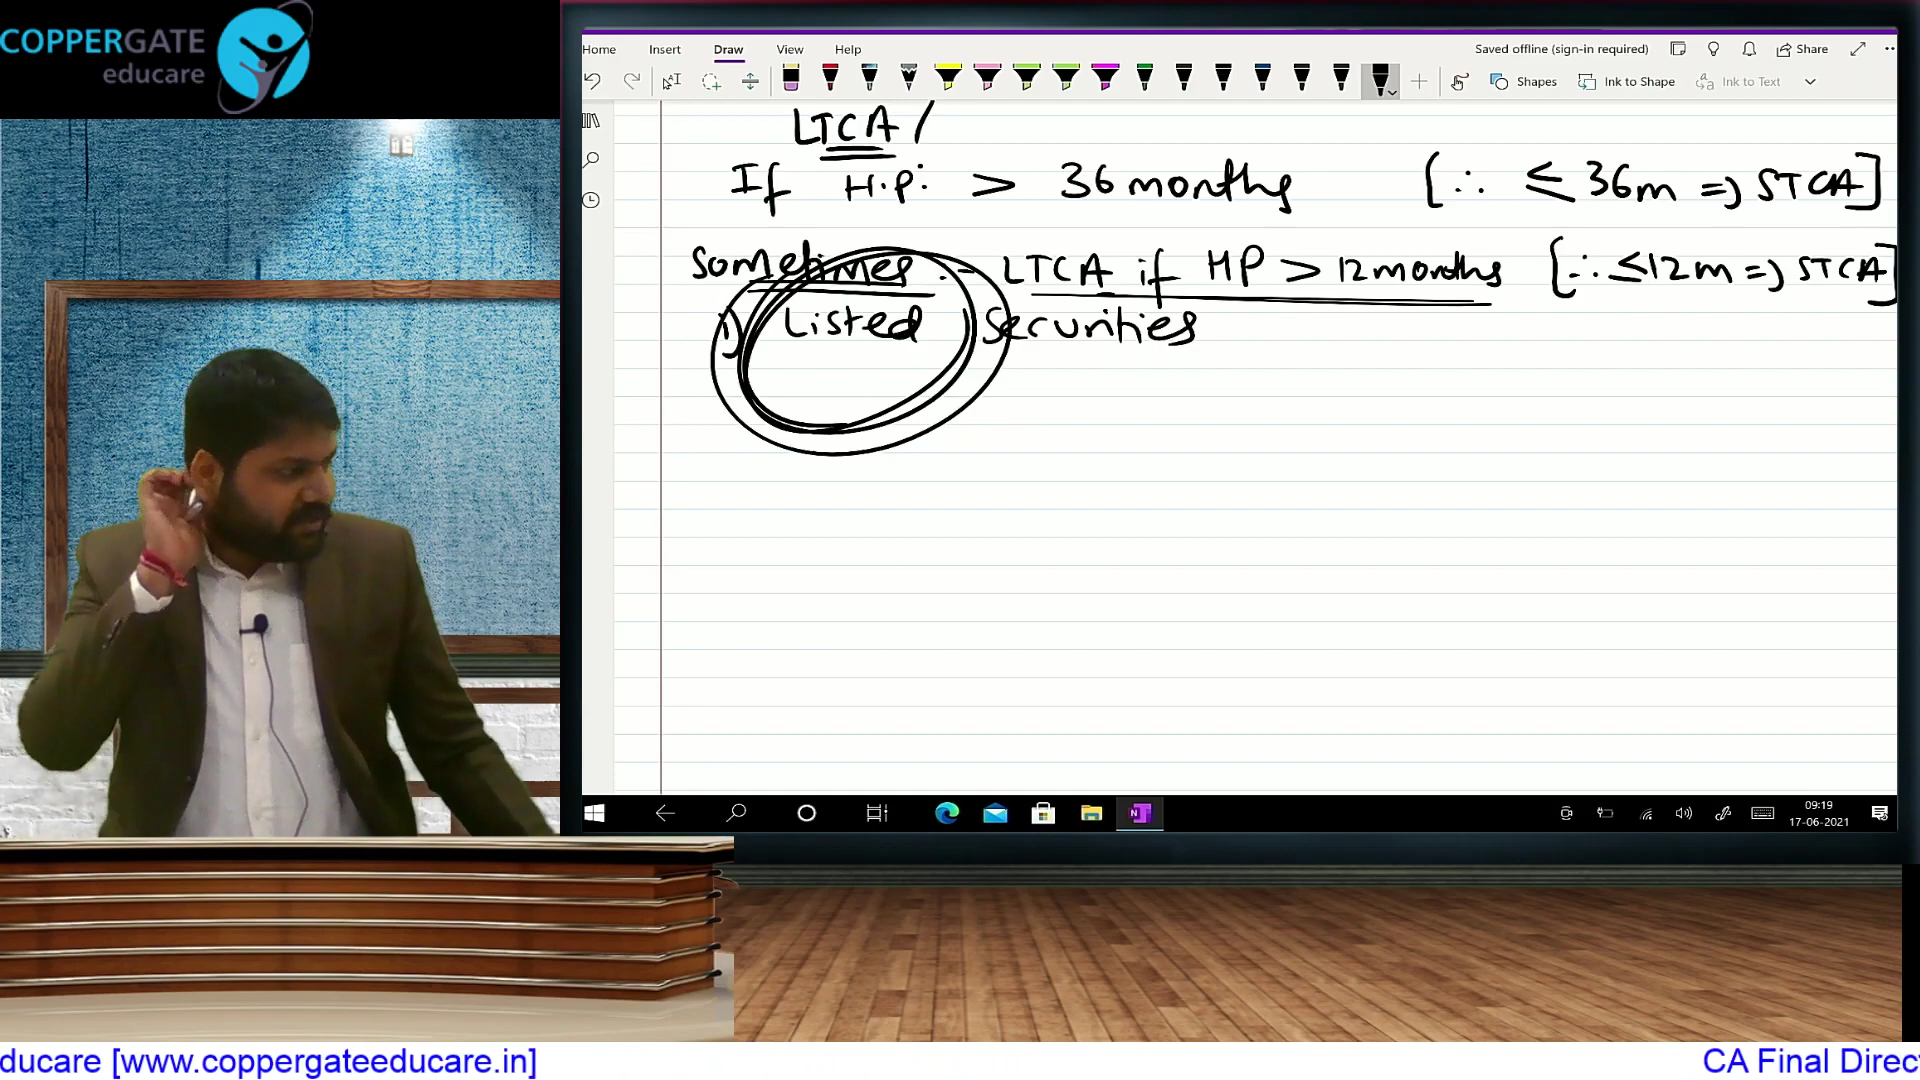 COPPERGATE
educare
Home Insert Draw View Help Saved offline (sign-in required) Share
Shapes Ink to Shape Ink to Text
LTCA /
If H.P. > 36 months [∴ ≤ 36m => STCA]
Sometimes :- LTCA if HP > 12 months [∴ ≤ 12m => STCA]
i) Listed Securities
09:19
17-06-2021
ducare [www.coppergateeducare.in] CA Final Direc